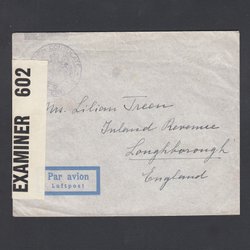 EXAMINER 602
Mrs. Lilian Treen
Inland Revenue
Loughborough
England
Par avion
Luftpost